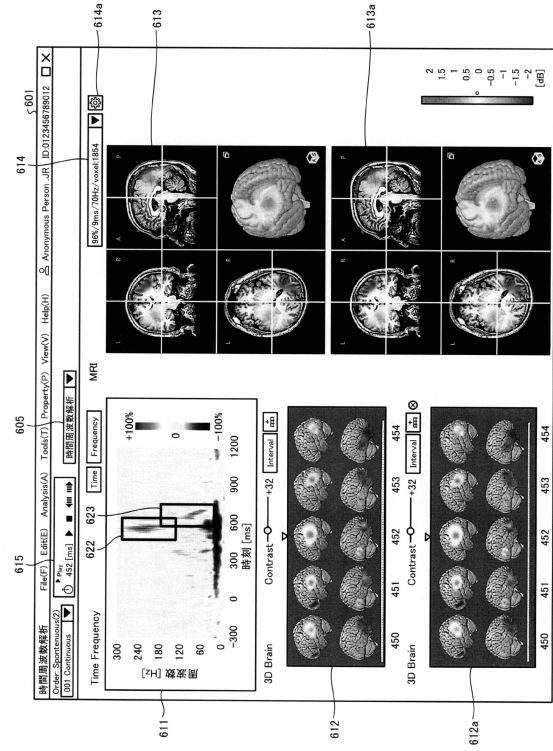 601
614
614a
605
615
時間周波数解析
File(F) Edit(E) Analysis(A) Tools(T) Property(P) View(V) Help(H)
Anonymous Person .JR ID:0123456789012
Order Spontenuous(2)
001 Continuous
Play
452 [ms]
時間周波数解析
Time Frequency
Time
Frequency
622
623
300
240
180
120
60
0
周波数 [Hz]
-300 0 300 600 900 1200
時刻 [ms]
+100%
0
-100%
611
3D Brain
Contrast
+32
Interval
450 451 452 453 454
612
3D Brain
Contrast
+32
Interval
450 451 452 453 454
612a
MRI
96%/9ms/70Hz/voxel:1854
L R
A P
L R
613
L R
A P
L R
613a
2
1.5
1
0.5
0
-0.5
-1
-1.5
-2
[dB]